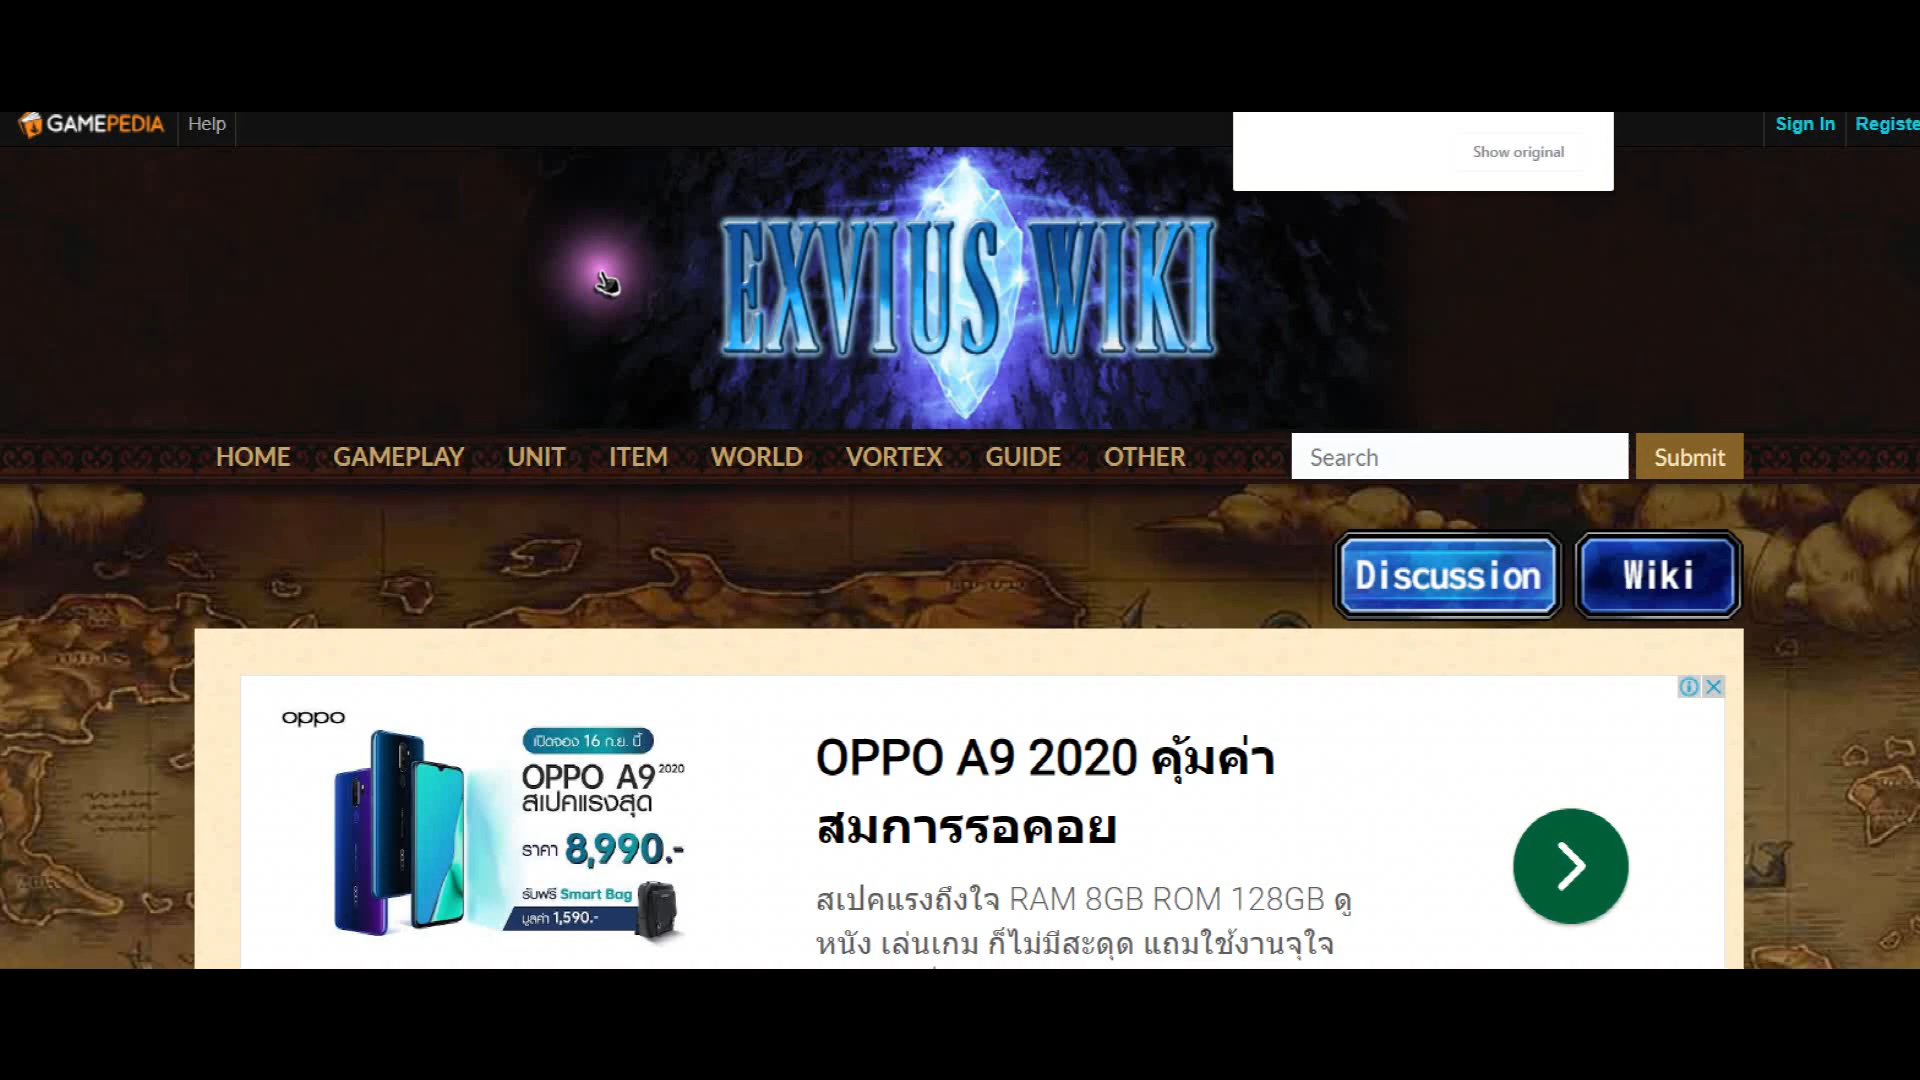 GAMEPEDIA
Help
Show original
Sign In
Registe
EXVIUS WIKI
HOME
GAMEPLAY
UNIT
ITEM
WORLD
VORTEX
GUIDE
OTHER
Search
Submit
Discussion
Wiki
oppo
เปิดจอง 16 ก.ย. นี้
OPPO A9 2020
สเปคแรงสุด
ราคา 8,990.-
รับฟรี Smart Bag
มูลค่า 1,590.-
OPPO A9 2020 คุ้มค่า
สมการรอคอย
สเปคแรงถึงใจ RAM 8GB ROM 128GB ดู
หนัง เล่นเกม ก็ไม่มีสะดุด แถมใช้งานจุใจ